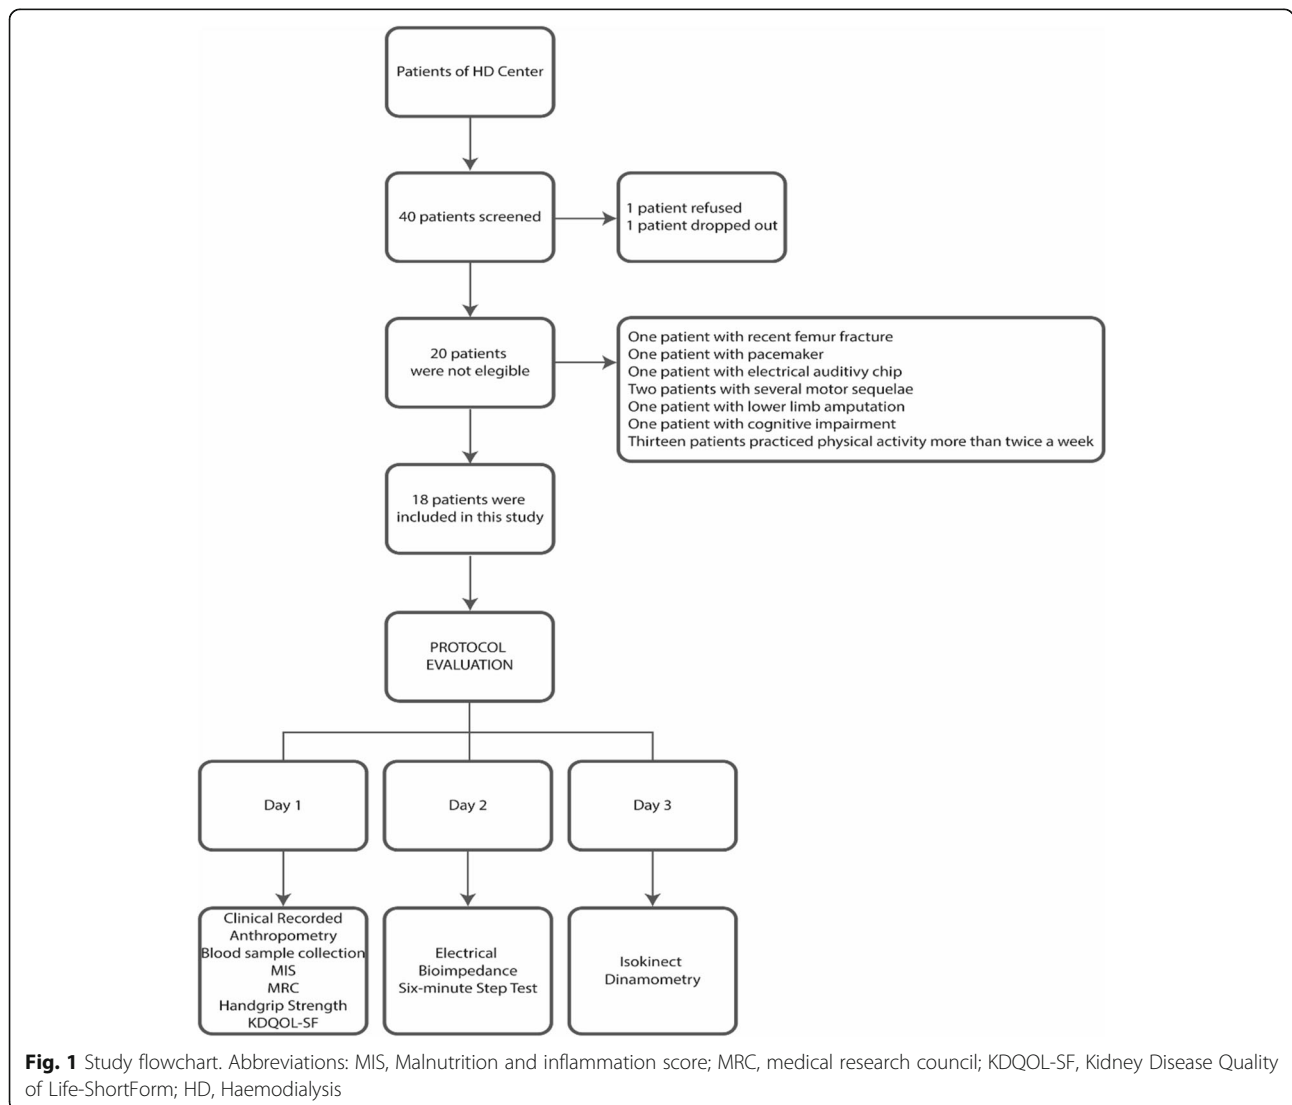 Patients of HD Center
40 patients screened
1 patient refused
1 patient dropped out
20 patients
were not elegible
One patient with recent femur fracture
One patient with pacemaker
One patient with electrical auditivy chip
Two patients with several motor sequelae
One patient with lower limb amputation
One patient with cognitive impairment
Thirteen patients practiced physical activity more than twice a week
18 patients were
included in this study
PROTOCOL
EVALUATION
Day 1
Day 2
Day 3
Clinical Recorded
Anthropometry
Blood sample collection
MIS
MRC
Handgrip Strength
KDQOL-SF
Electrical
Bioimpedance
Six-minute Step Test
Isokinect
Dinamometry
Fig. 1 Study flowchart. Abbreviations: MIS, Malnutrition and inflammation score; MRC, medical research council; KDQOL-SF, Kidney Disease Quality
of Life-ShortForm; HD, Haemodialysis